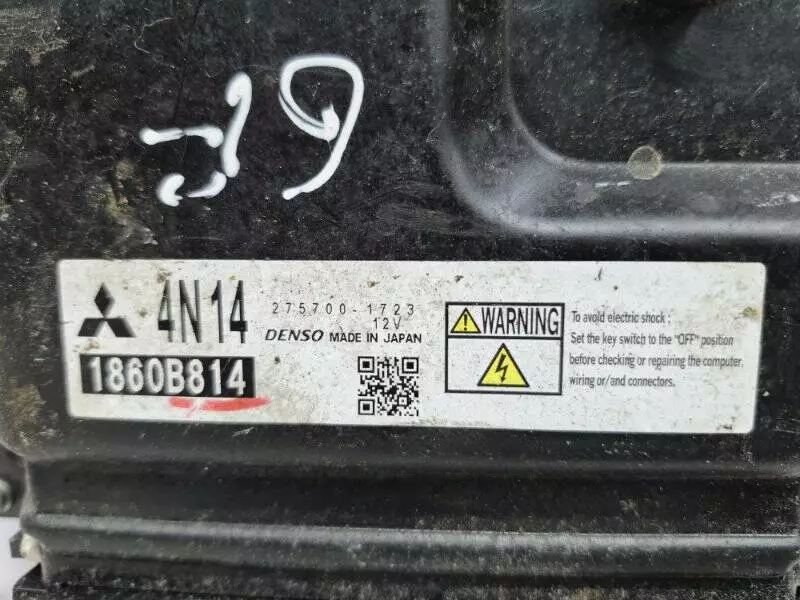 4N14
275700-1723
12V
DENSO MADE IN JAPAN
1860B814
WARNING
To avoid electric shock :
Set the key switch to the "OFF" position
before checking or repairing the computer,
wiring or/and connectors.